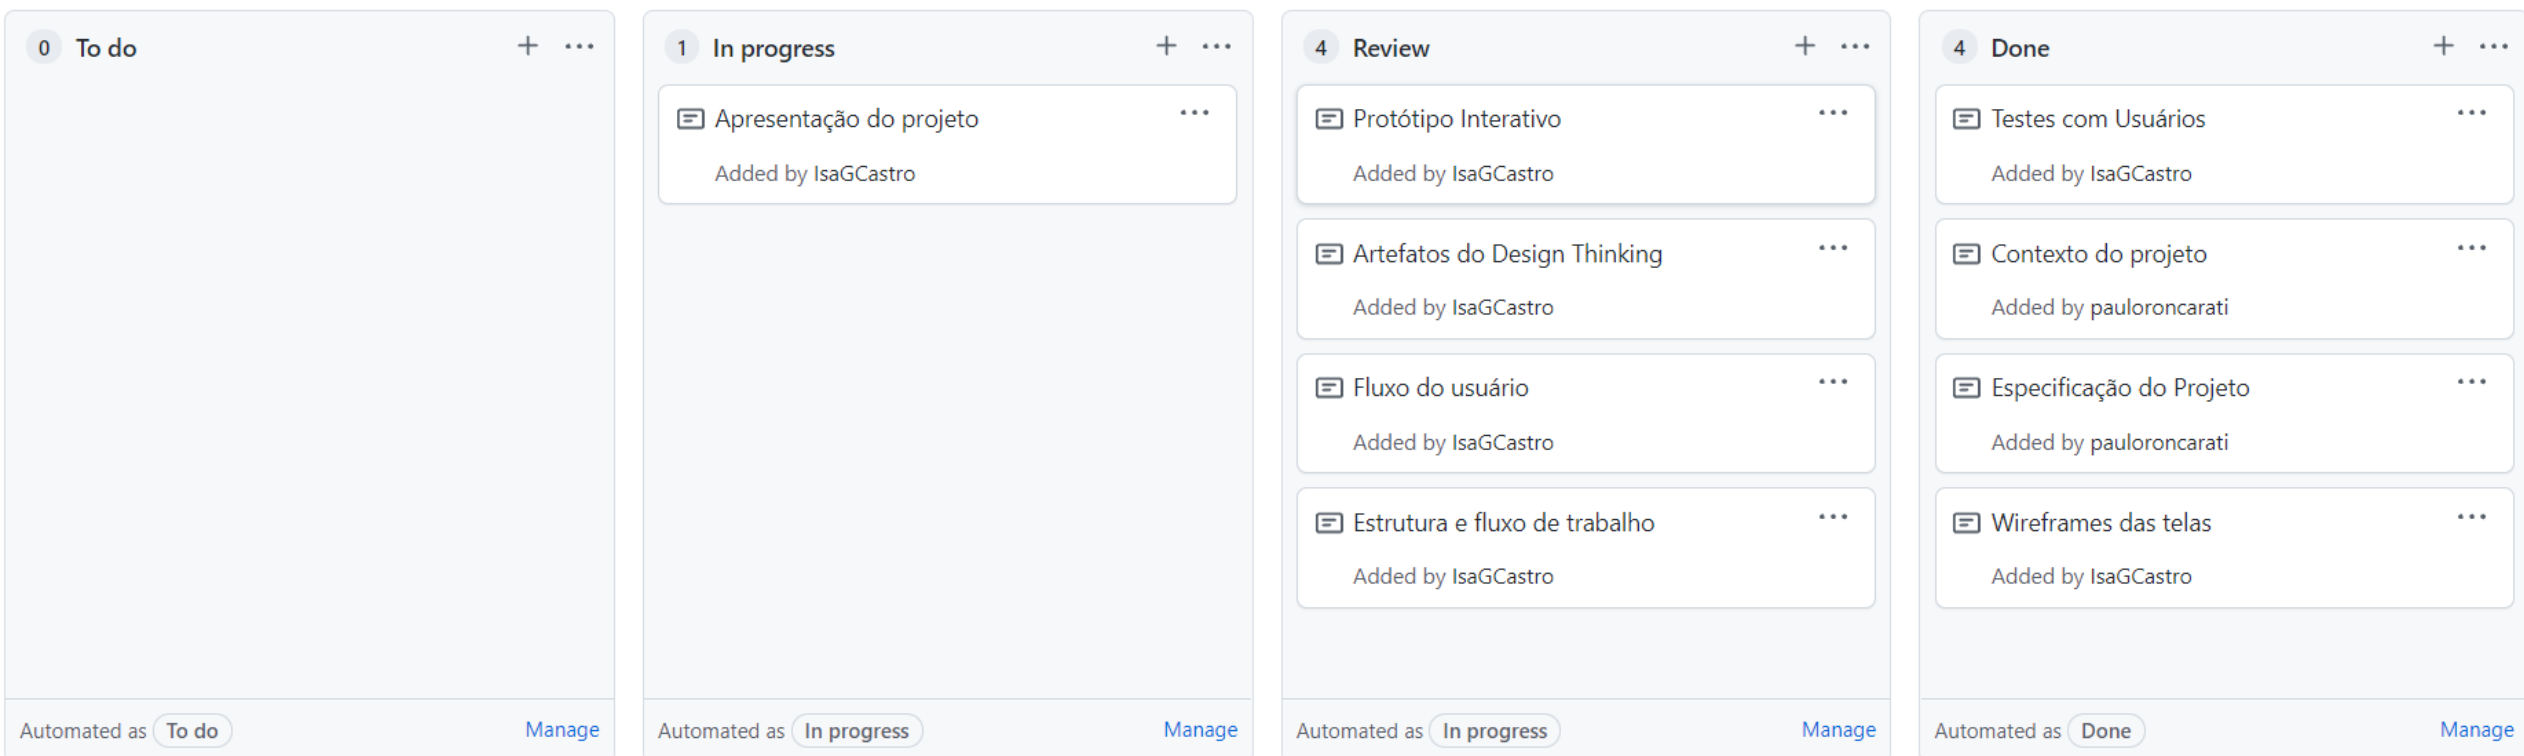 0 To do
Automated as To do Manage
1 In progress
Apresentação do projeto
Added by IsaGCastro
Automated as In progress Manage
4 Review
Protótipo Interativo
Added by IsaGCastro
Artefatos do Design Thinking
Added by IsaGCastro
Fluxo do usuário
Added by IsaGCastro
Estrutura e fluxo de trabalho
Added by IsaGCastro
Automated as In progress Manage
4 Done
Testes com Usuários
Added by IsaGCastro
Contexto do projeto
Added by pauloroncarati
Especificação do Projeto
Added by pauloroncarati
Wireframes das telas
Added by IsaGCastro
Automated as Done Manage